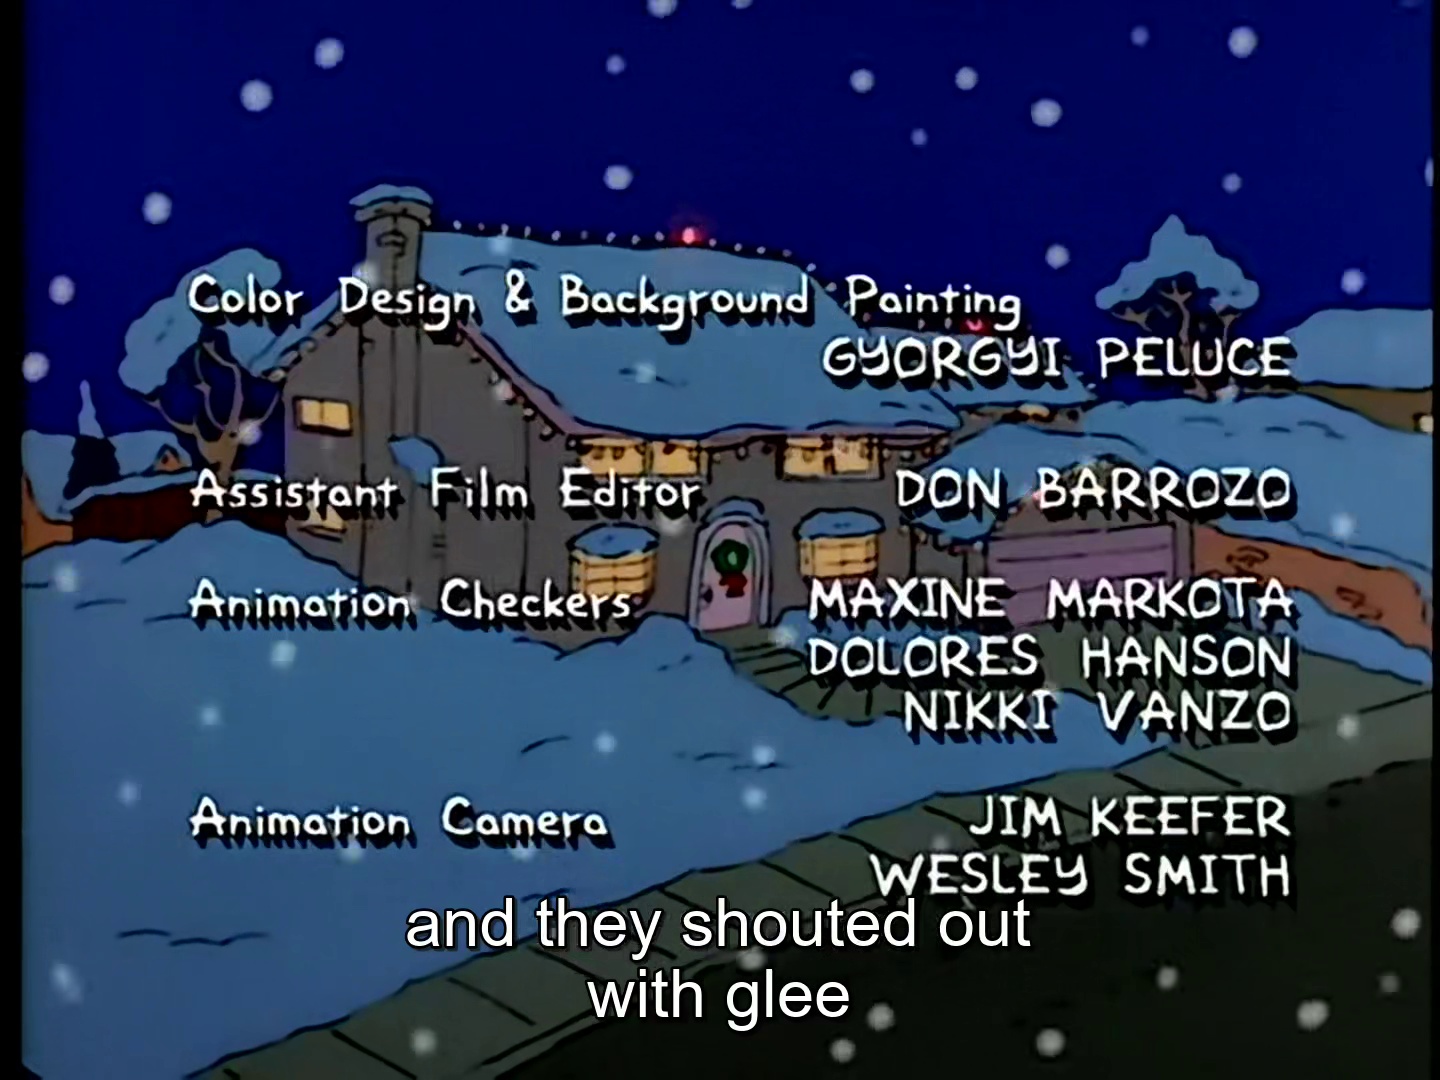 Color Design & Background Painting
GYORGYI PELUCE
Assistant Film Editor DON BARROZO
Animation Checkers MAXINE MARKOTA
DOLORES HANSON
NIKKI VANZO
Animation Camera JIM KEEFER
WESLEY SMITH
and they shouted out
with glee